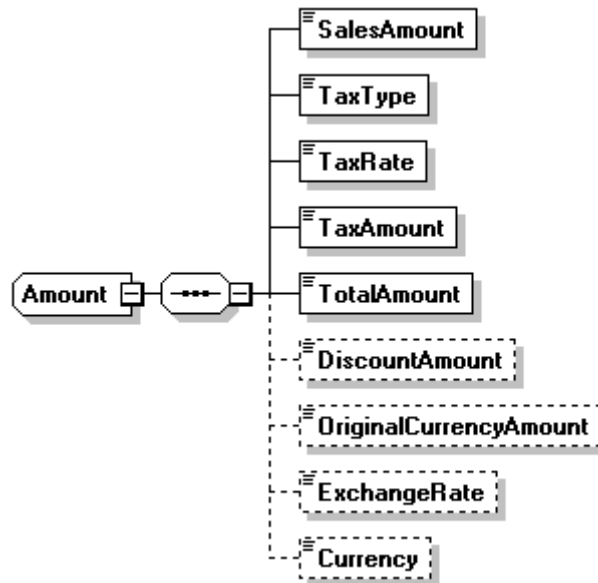 SalesAmount
TaxType
TaxRate
TaxAmount
Amount
TotalAmount
DiscountAmount
OriginalCurrencyAmount
ExchangeRate
Currency